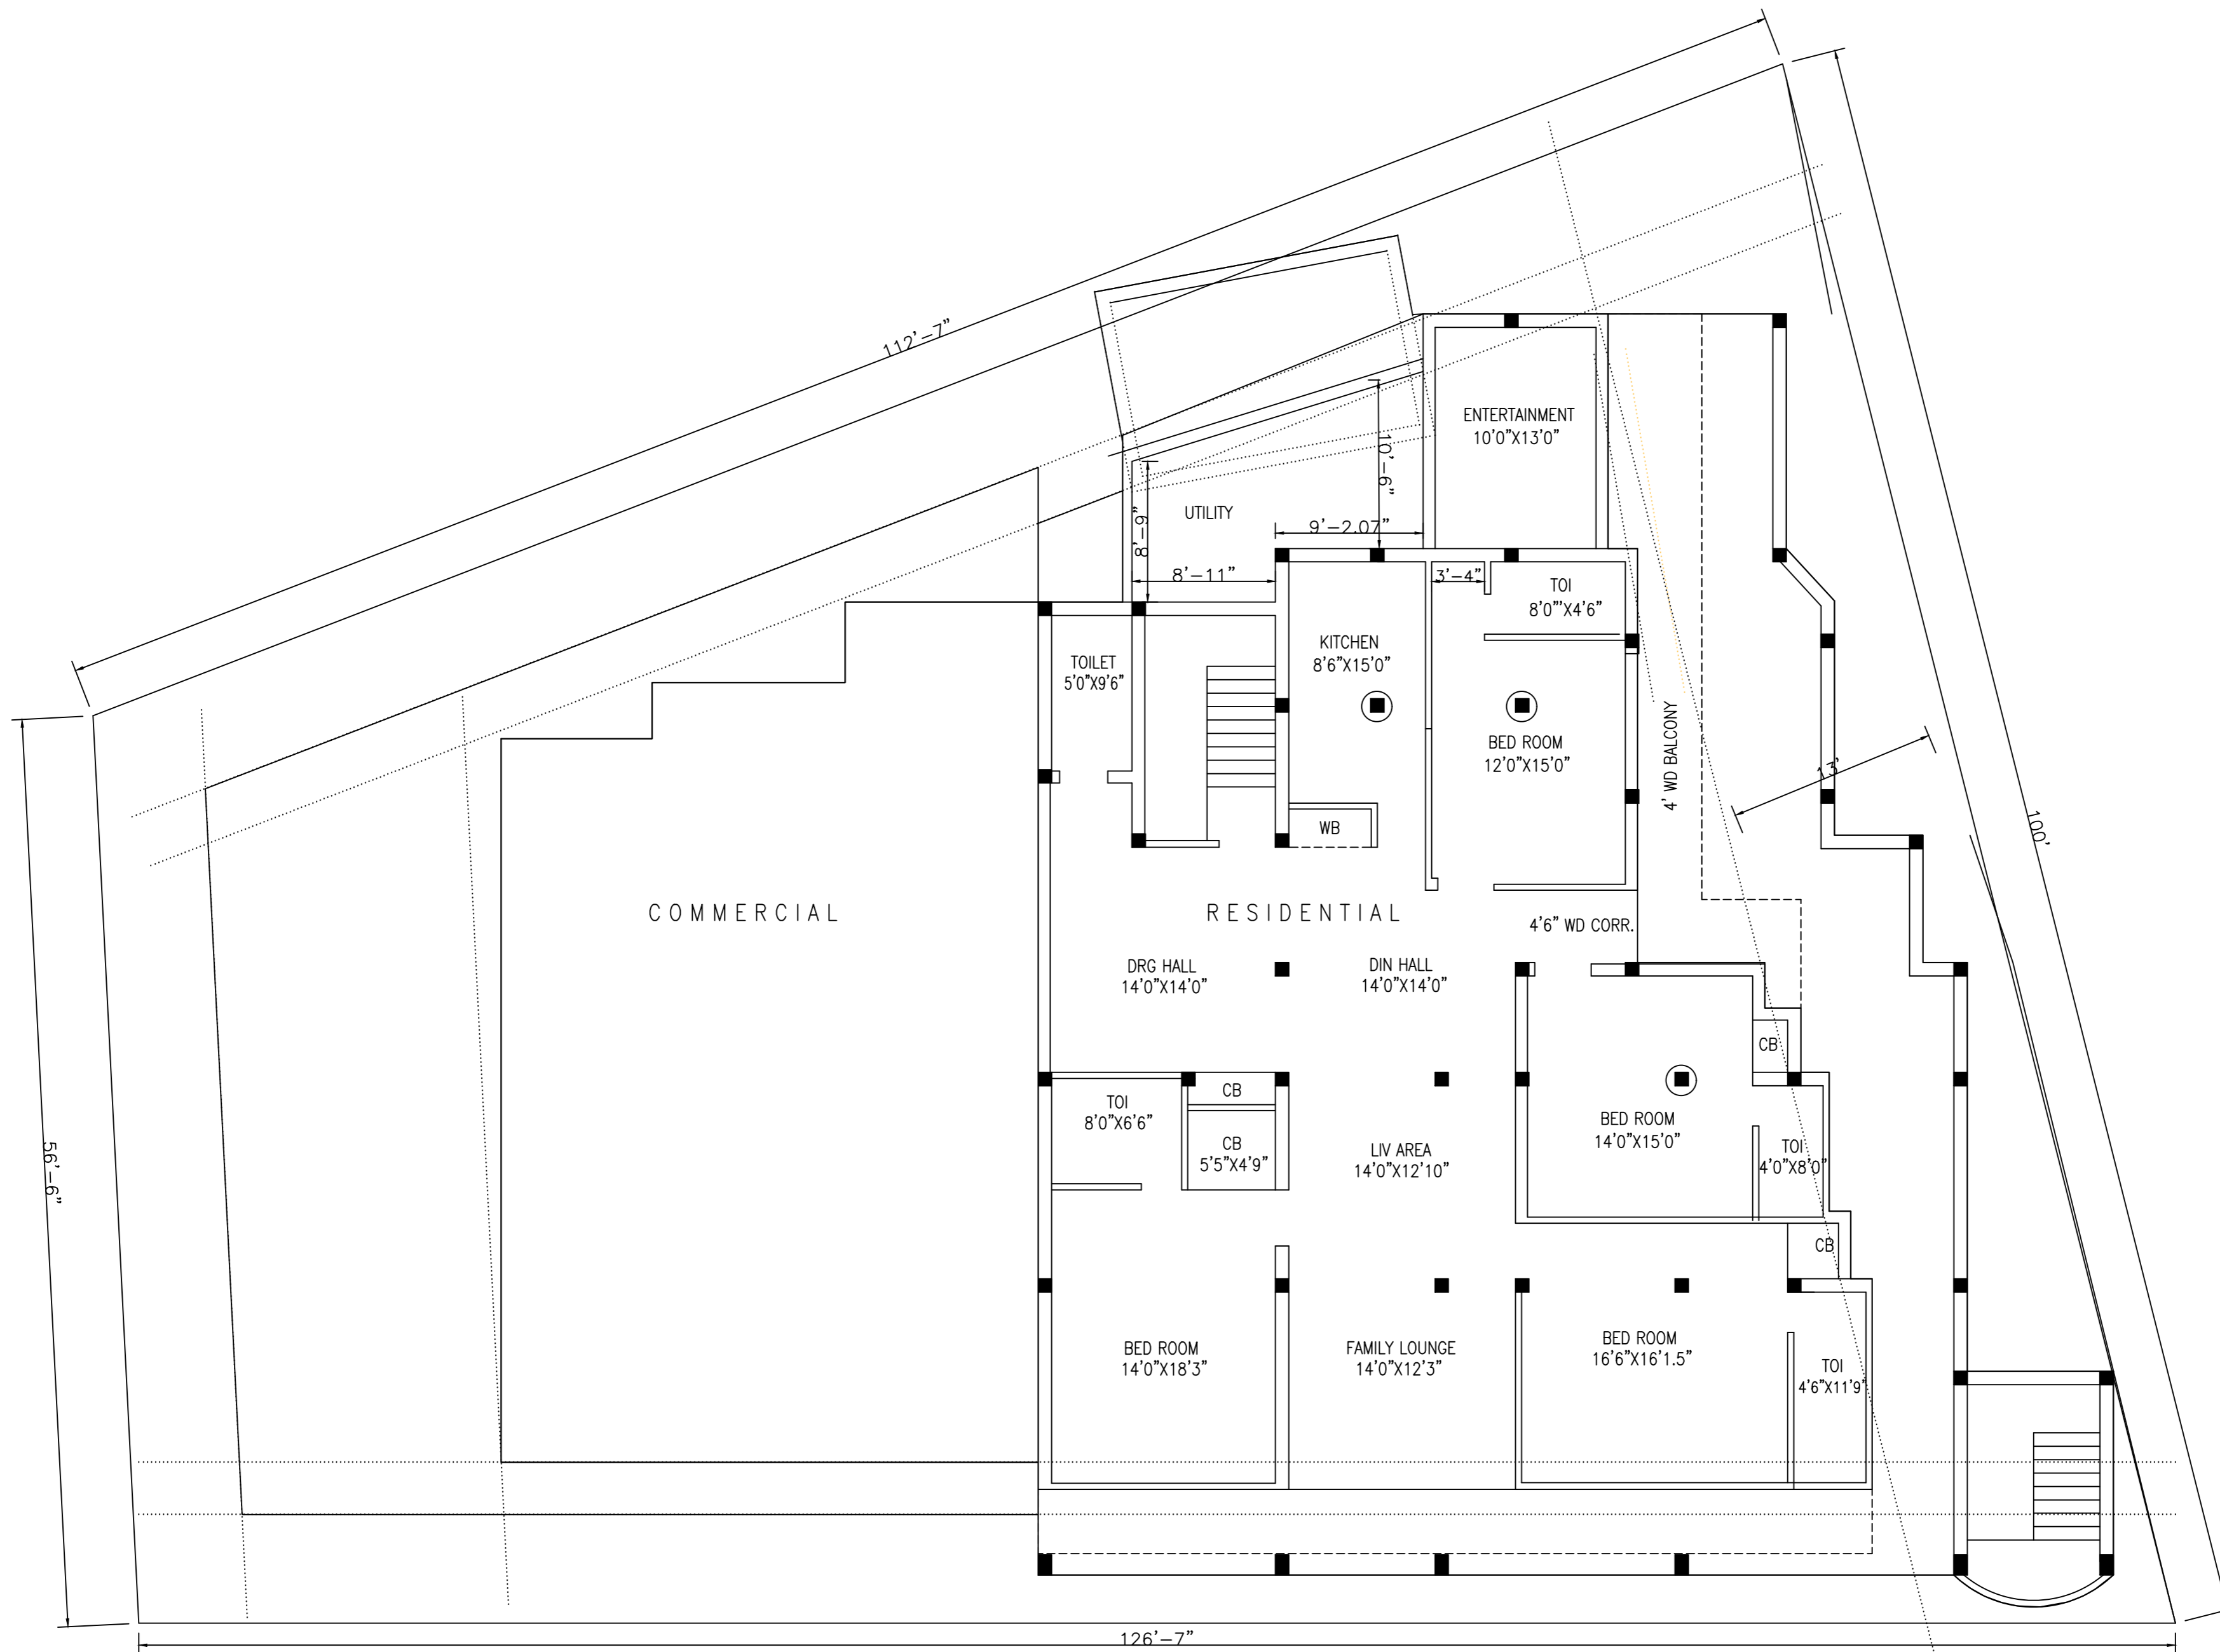 112'-7"
ENTERTAINMENT
10'0"X13'0"
10'-6"
UTILITY
8'-9"
9'-2.07"
8'-11"
3'-4"
TOI
8'0"'X4'6"
KITCHEN
8'6"X15'0"
TOILET
5'0"X9'6"
BED ROOM
12'0"X15'0"
4' WD BALCONY
13'
100'
WB
COMMERCIAL
RESIDENTIAL
4'6" WD CORR.
DRG HALL
14'0"X14'0"
DIN HALL
14'0"X14'0"
CB
CB
TOI
8'0"X6'6"
BED ROOM
14'0"X15'0"
CB
5'5"X4'9"
LIV AREA
14'0"X12'10"
TOI
4'0"X8'0"
56'-6"
CB
BED ROOM
14'0"X18'3"
FAMILY LOUNGE
14'0"X12'3"
BED ROOM
16'6"X16'1.5"
TOI
4'6"X11'9"
126'-7"